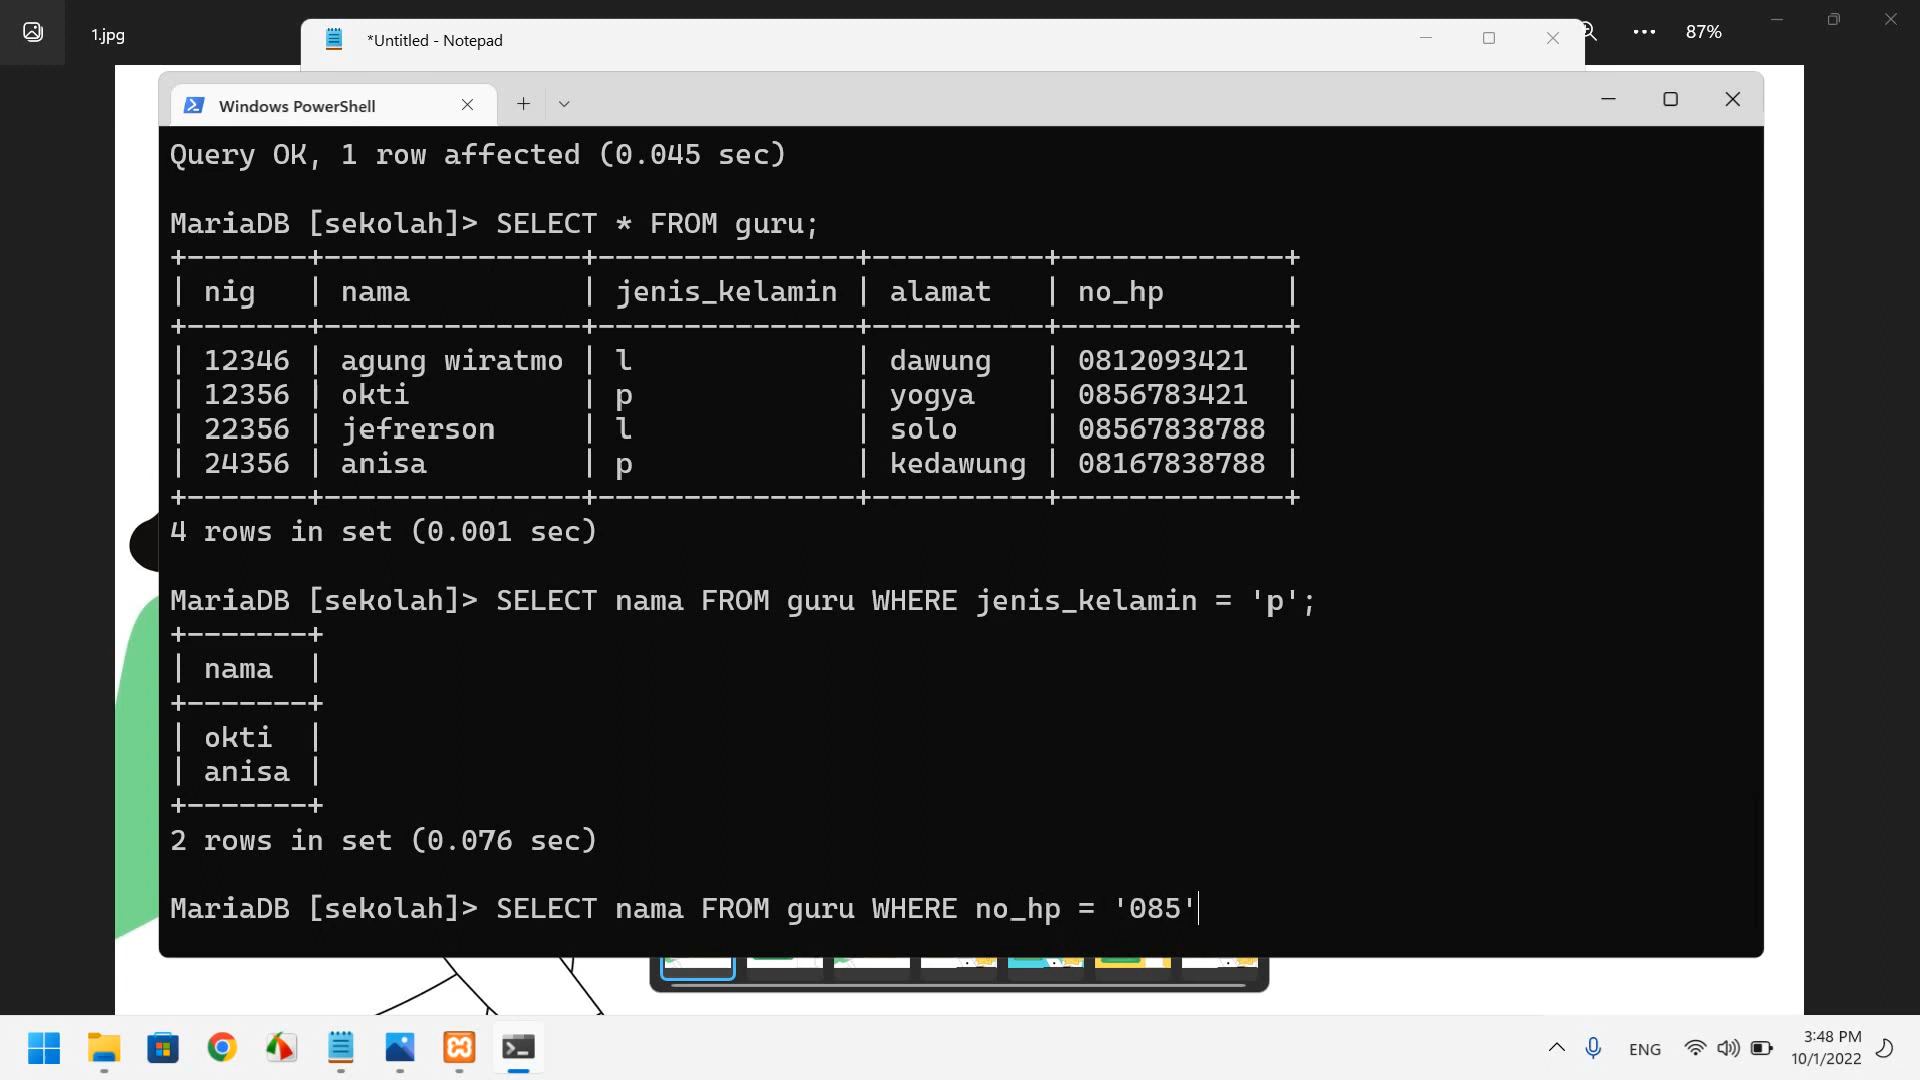 1.jpg
*Untitled - Notepad
87%
Windows PowerShell
Query OK, 1 row affected (0.045 sec)
MariaDB [sekolah]> SELECT * FROM guru;
+-------+---------------+---------------+----------+-------------+
| nig   | nama          | jenis_kelamin | alamat   | no_hp       |
+-------+---------------+---------------+----------+-------------+
| 12346 | agung wiratmo | l             | dawung   | 0812093421  |
| 12356 | okti          | p             | yogya    | 0856783421  |
| 22356 | jefrerson     | l             | solo     | 08567838788 |
| 24356 | anisa         | p             | kedawung | 08167838788 |
+-------+---------------+---------------+----------+-------------+
4 rows in set (0.001 sec)
MariaDB [sekolah]> SELECT nama FROM guru WHERE jenis_kelamin = 'p';
+-------+
| nama  |
+-------+
| okti  |
| anisa |
+-------+
2 rows in set (0.076 sec)
MariaDB [sekolah]> SELECT nama FROM guru WHERE no_hp = '085'
ENG
3:48 PM
10/1/2022